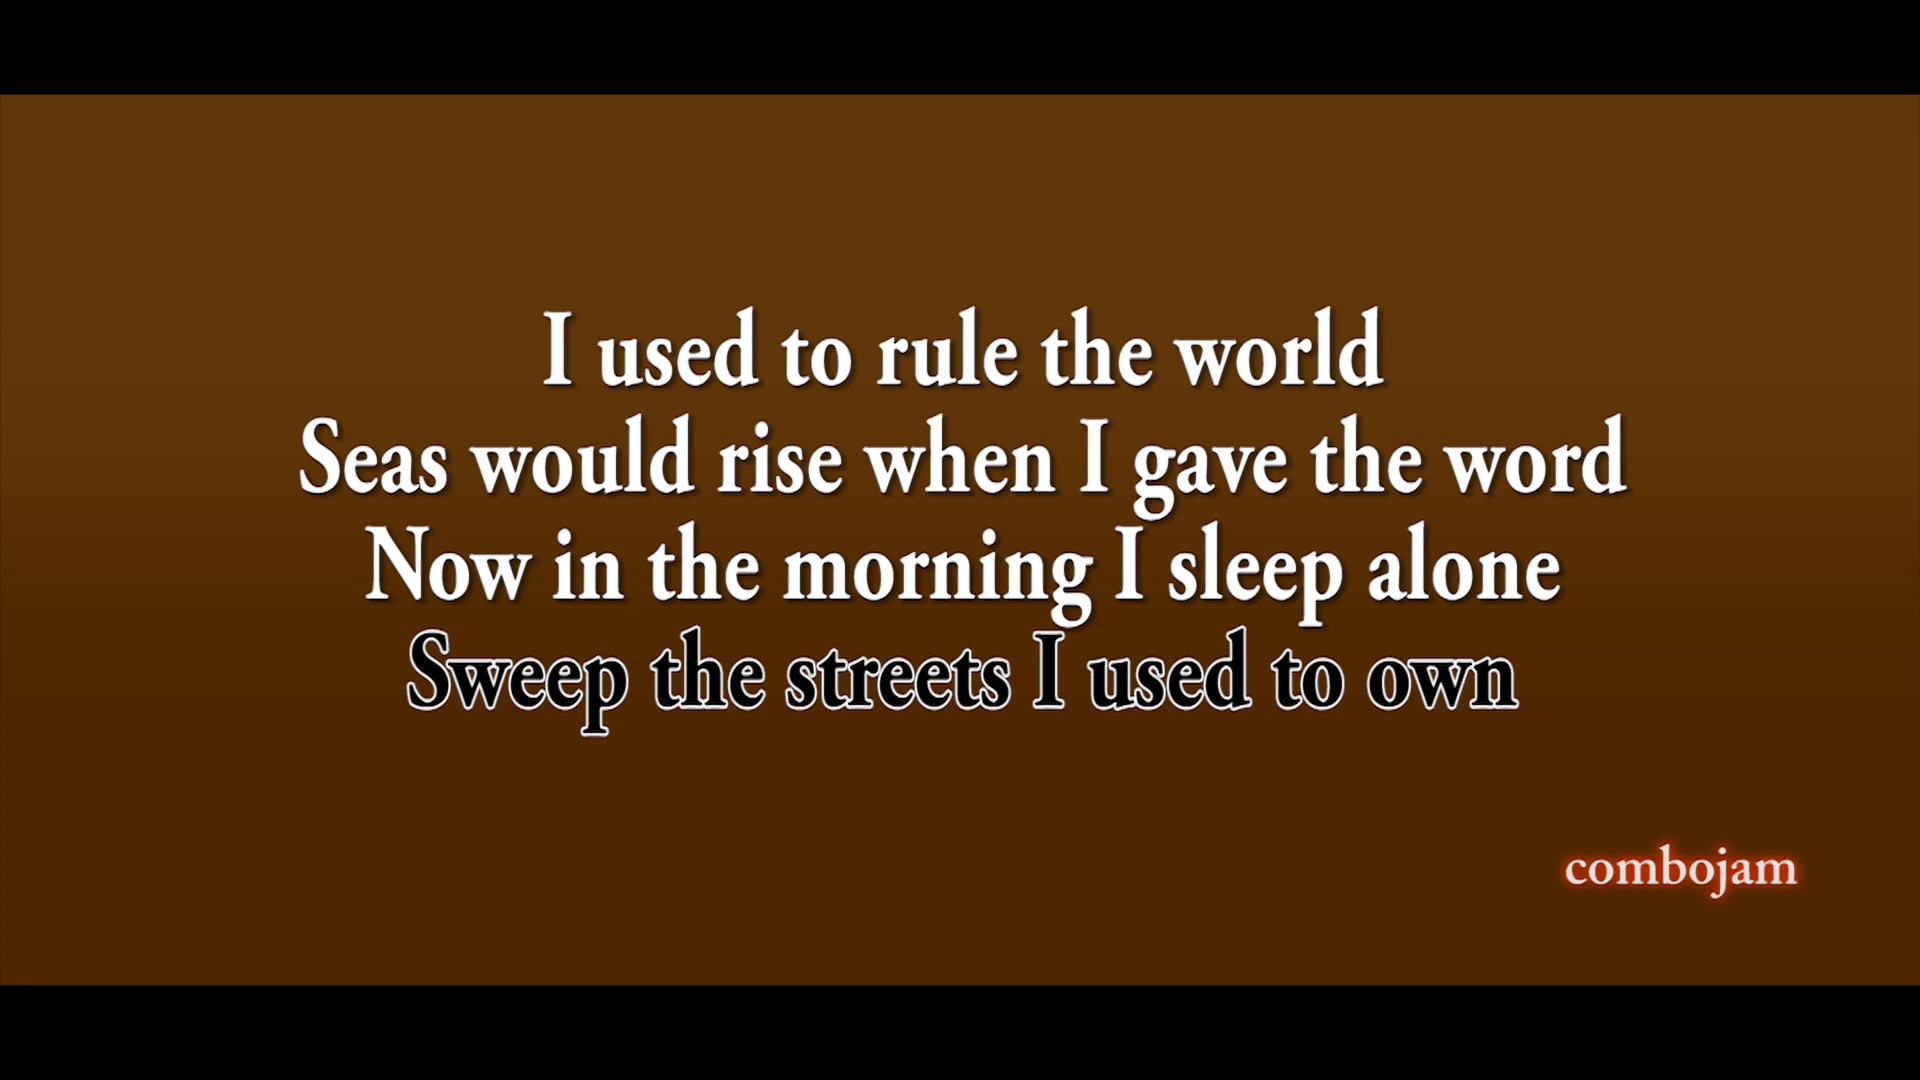 I used to rule the world
Seas would rise when I gave the word
Now in the morning I sleep alone
Sweep the streets I used to own
combojam